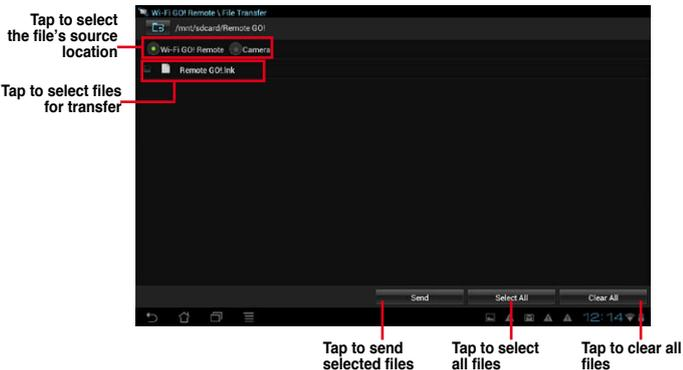 Tap to select
the file's source
location
Tap to select files
for transfer
Wi-Fi GO! Remote \ File Transfer
/mnt/sdcard/Remote GO!
Wi-Fi GO! Remote Camera
Remote GO!.lnk
Send Select All Clear All
12:14
Tap to send
selected files
Tap to select
all files
Tap to clear all
files